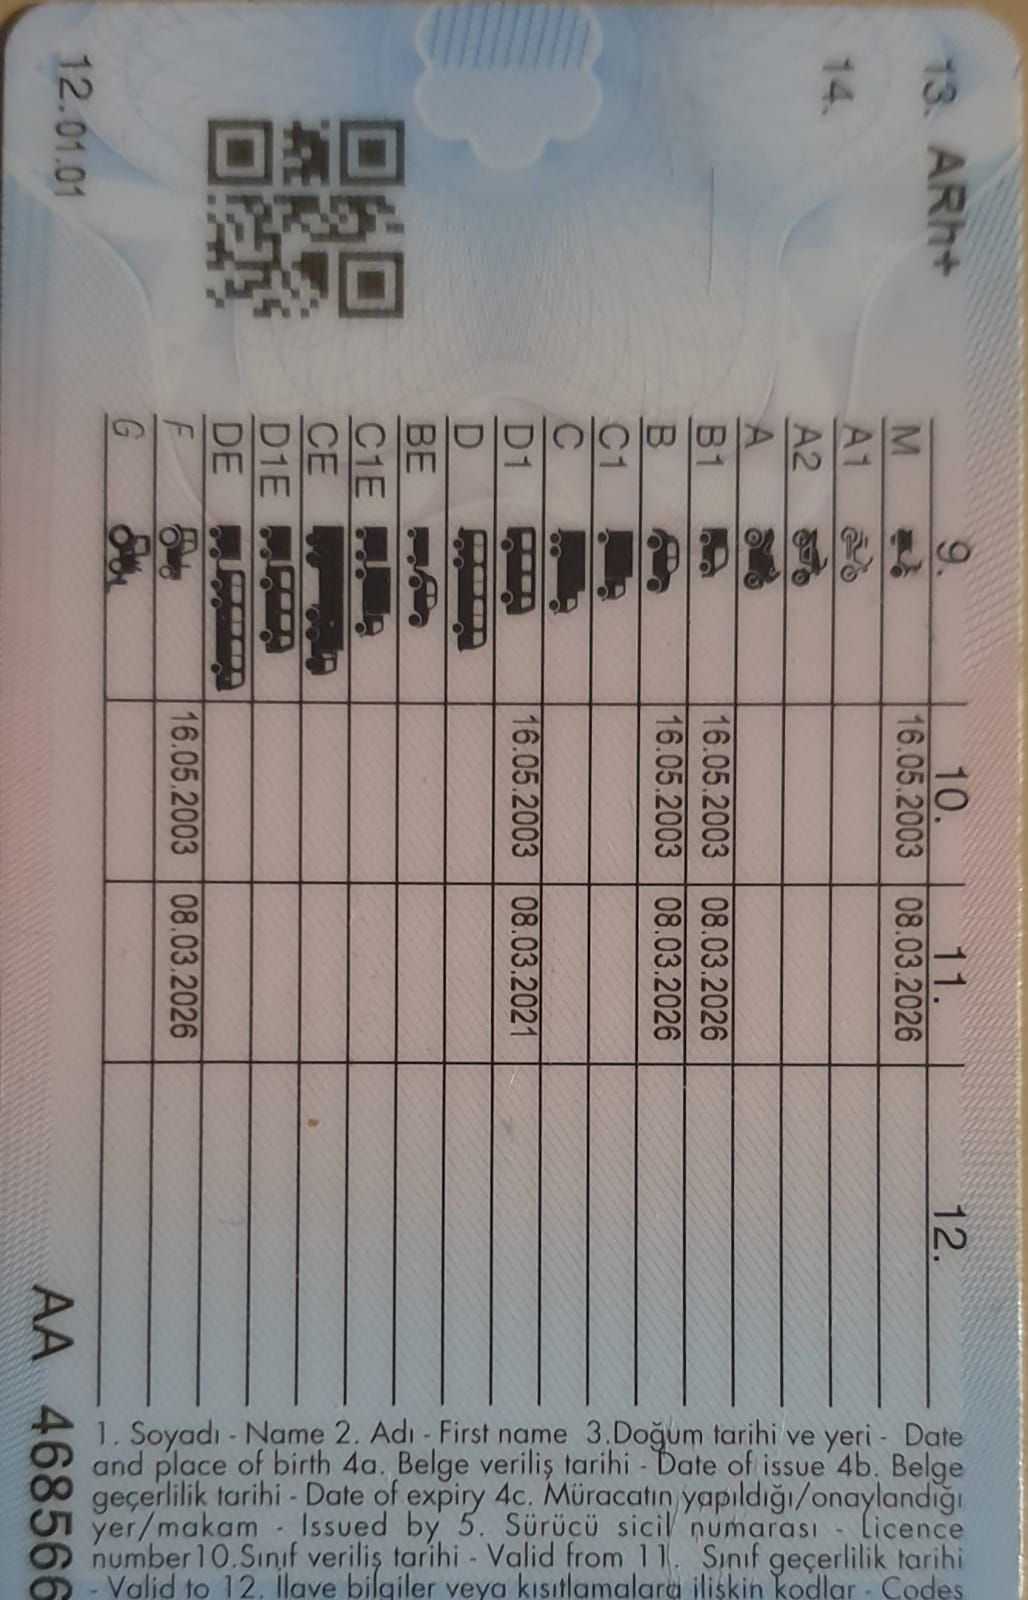 13. ARh+
14.
9. 10. 11. 12.
M 16.05.2003 08.03.2026
A1
A2
A
B1 16.05.2003 08.03.2026
B 16.05.2003 08.03.2026
C1
C
D1 16.05.2003 08.03.2021
D
BE
C1E
CE
D1E
DE
F 16.05.2003 08.03.2026
G
12.01.01
1. Soyadı - Name 2. Adı - First name 3.Doğum tarihi ve yeri - Date
and place of birth 4a. Belge veriliş tarihi - Date of issue 4b. Belge
geçerlilik tarihi - Date of expiry 4c. Müracatın yapıldığı/onaylandığı
yer/makam - Issued by 5. Sürücü sicil numarası - Licence
number10.Sınıf veriliş tarihi - Valid from 11. Sınıf geçerlilik tarihi
- Valid to 12. İlave bilgiler veya kısıtlamalara ilişkin kodlar - Codes
AA 468566